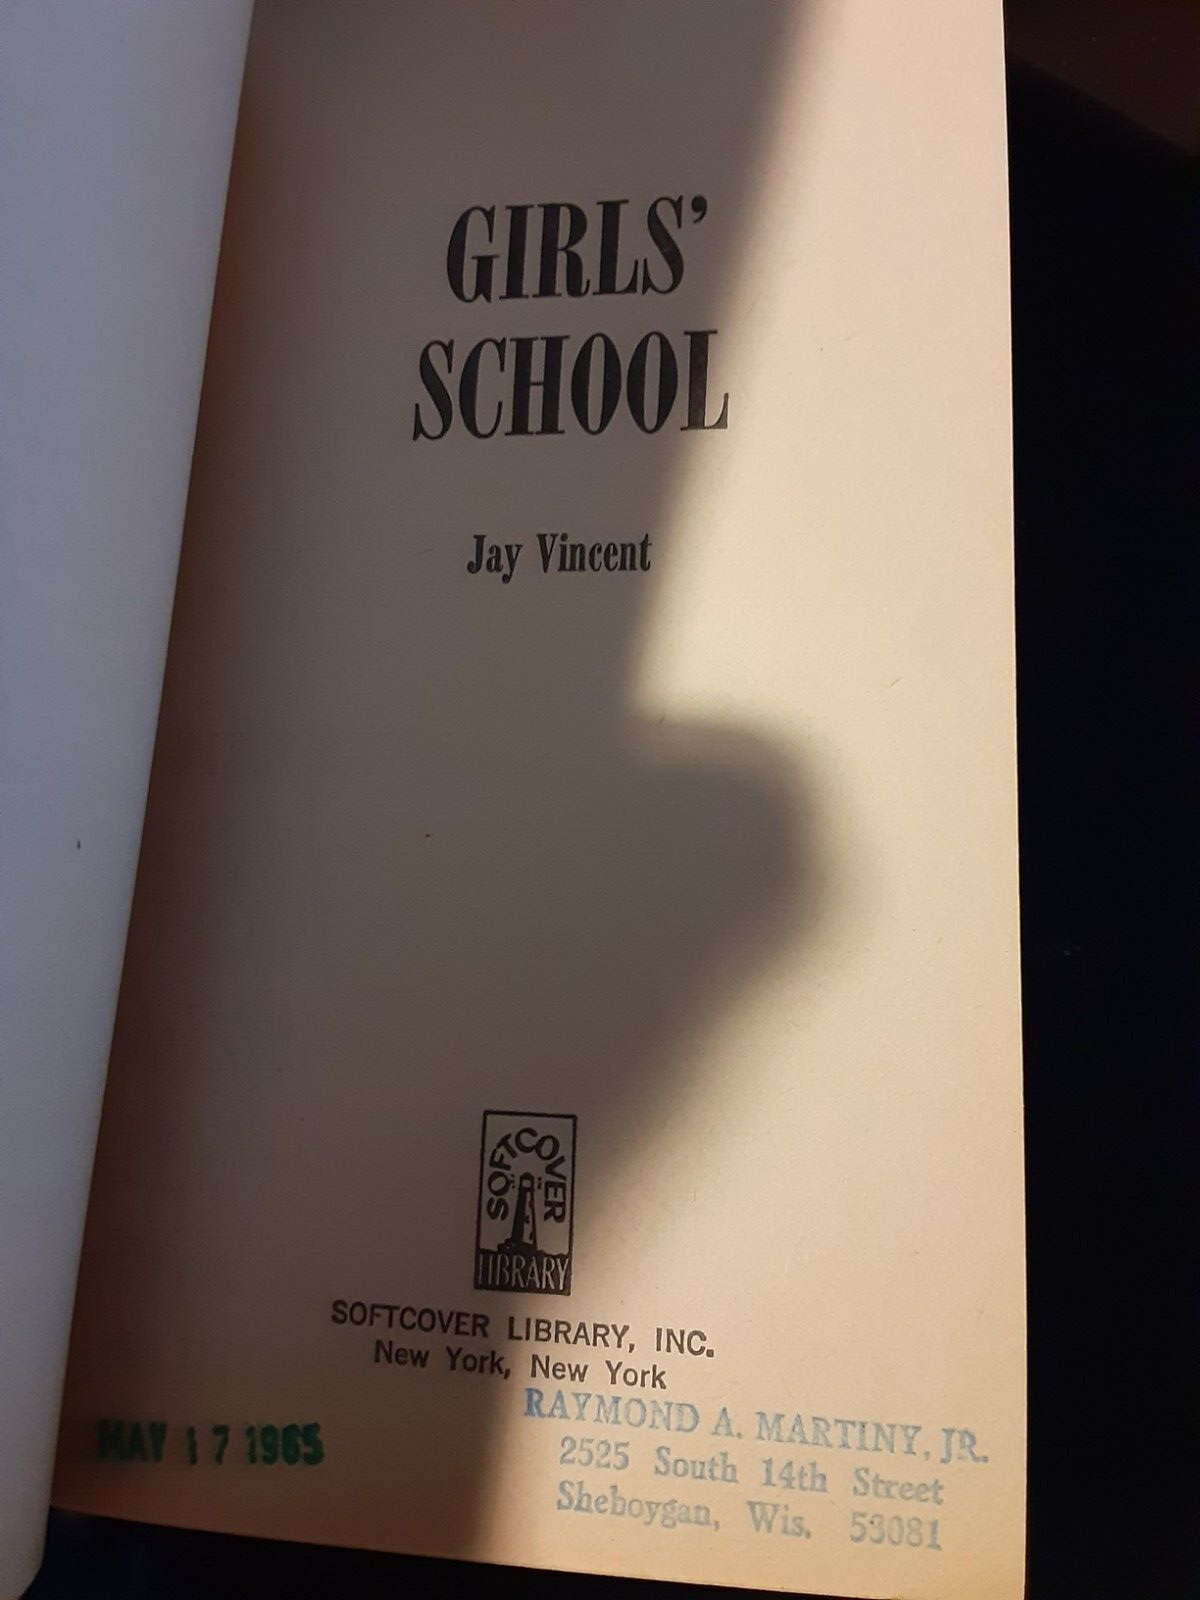 GIRLS'
SCHOOL
Jay Vincent
SOFTCOVER
LIBRARY
SOFTCOVER LIBRARY, INC.
New York, New York
MAY 17 1965
RAYMOND A. MARTINY, JR.
2525 South 14th Street
Sheboygan, Wis. 53081